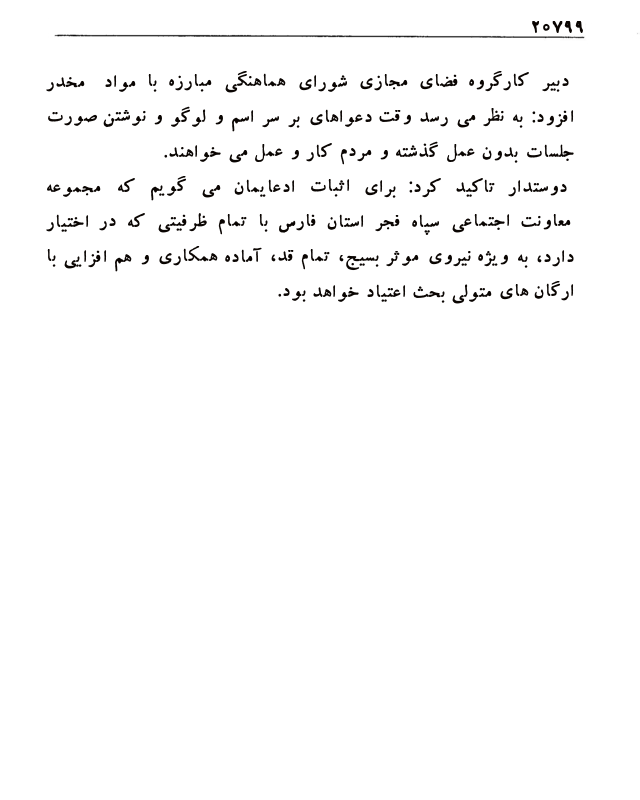 ۲۰۷۹۹
دبیر کارگروه فضای مجازی شورای هماهنگی مبارزه با مواد مخدر
افزود: به نظر می رسد وقت دعواهای بر سر اسم و لوگو و نوشتن صورت
جلسات بدون عمل گذشته و مردم کار و عمل می خواهند.
دوستدار تاکید کرد: برای اثبات ادعایمان می گویم که مجموعه
معاونت اجتماعی سپاه فجر استان فارس با تمام ظرفیتی که در اختیار
دارد، به ویژه نیروی موثر بسیج، تمام قد، آماده همکاری و هم افزایی با
ارگان های متولی بحث اعتیاد خواهد بود.